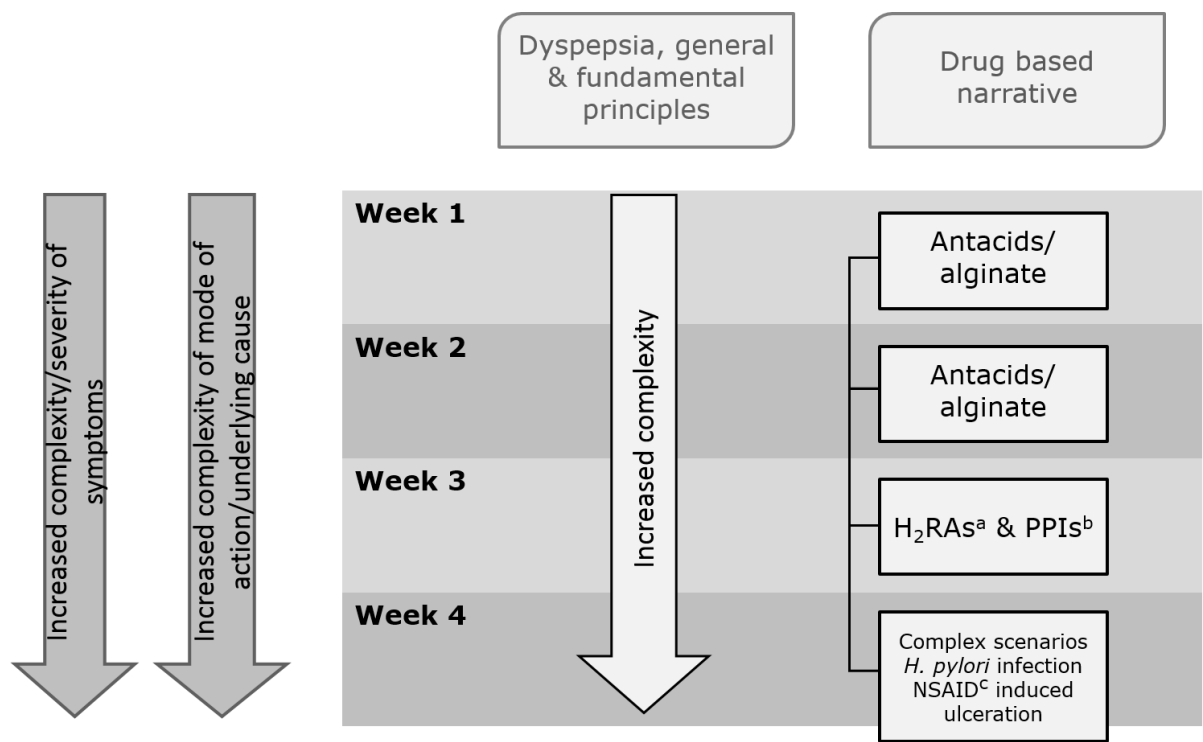 Dyspepsia, general
& fundamental
principles
Drug based
narrative
Increased complexity/severity of
symptoms
Increased complexity of mode of
action/underlying cause
Increased complexity
Week 1
Antacids/
alginate
Week 2
Antacids/
alginate
Week 3
H₂RAsᵃ & PPIsᵇ
Week 4
Complex scenarios
H. pylori infection
NSAIDᶜ induced
ulceration